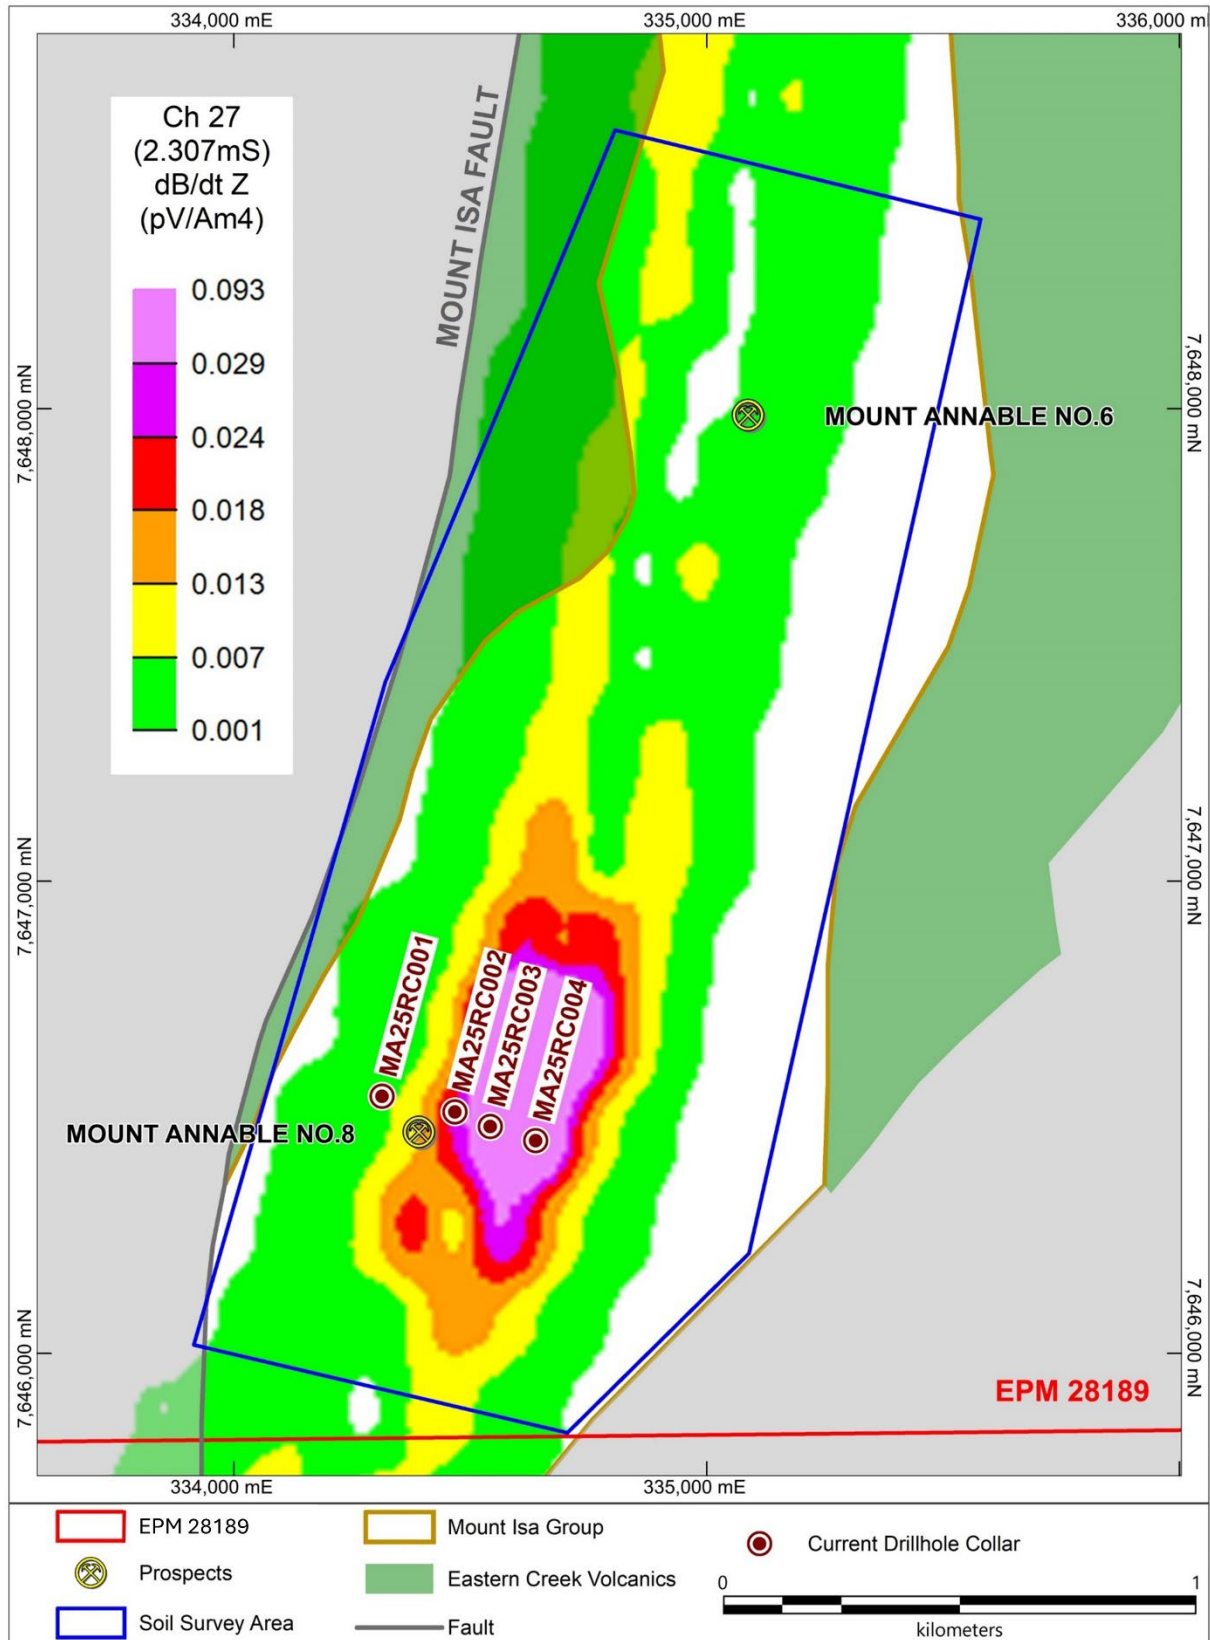 334,000 mE
335,000 mE
336,000 m
Ch 27
(2.307mS)
dB/dt Z
(pV/Am4)
0.093
0.029
0.024
0.018
0.013
0.007
0.001
MOUNT ISA FAULT
7,648,000 mN
7,648,000 mN
MOUNT ANNABLE NO.6
7,647,000 mN
7,647,000 mN
MA25RC001
MA25RC002
MA25RC003
MA25RC004
MOUNT ANNABLE NO.8
7,646,000 mN
7,646,000 mN
EPM 28189
334,000 mE
335,000 mE
EPM 28189
Prospects
Soil Survey Area
Mount Isa Group
Eastern Creek Volcanics
Fault
Current Drillhole Collar
0 1
kilometers